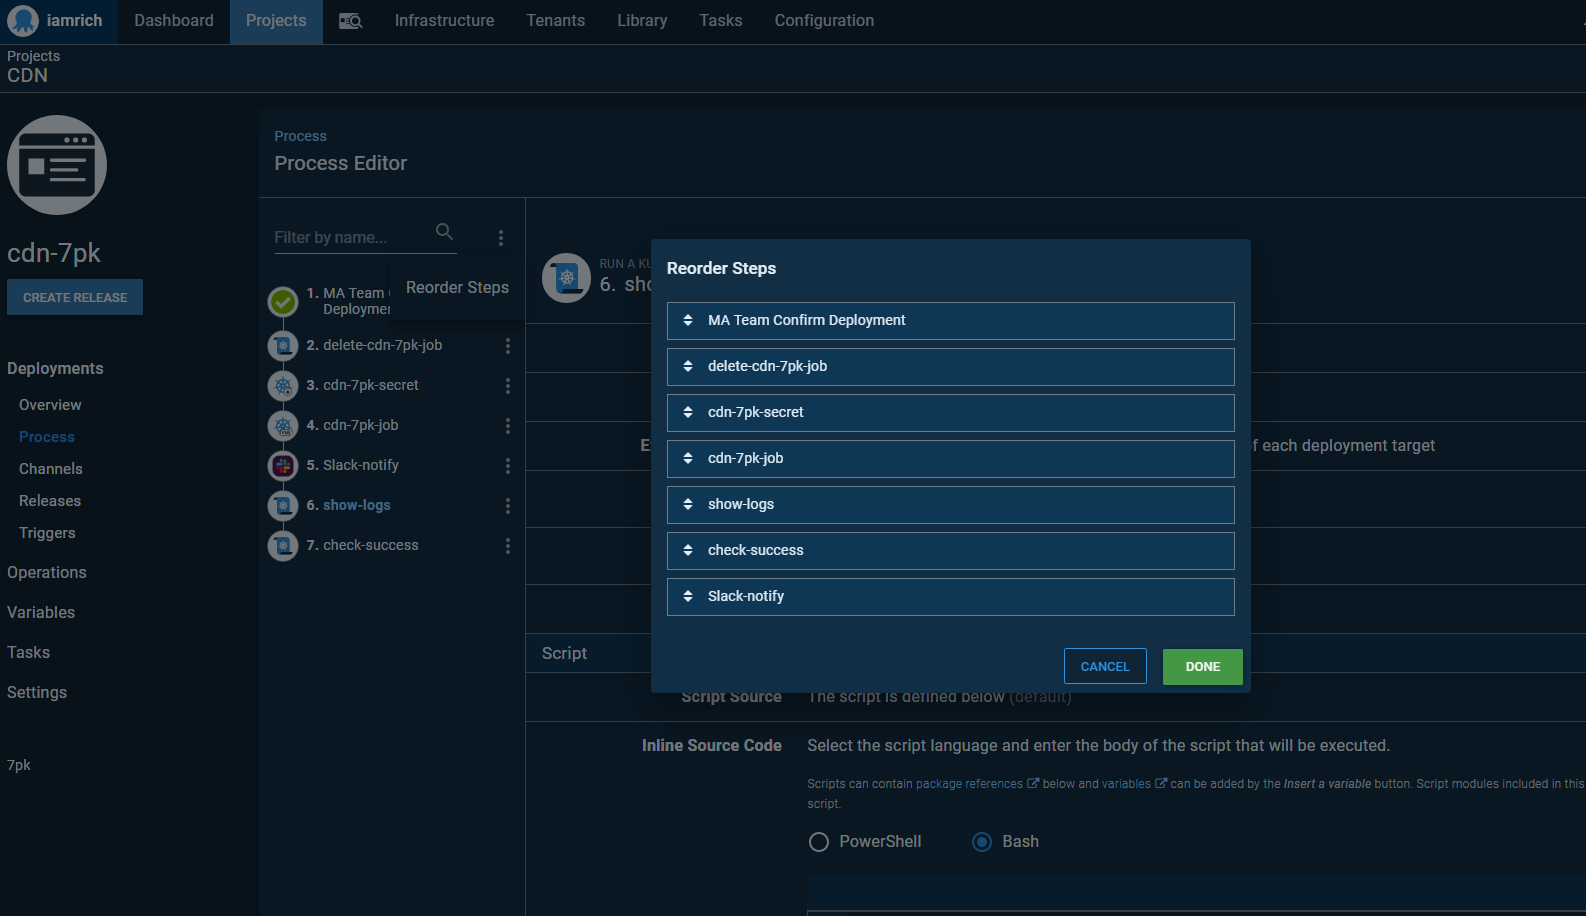 iamrich Dashboard Projects Infrastructure Tenants Library Tasks Configuration
Projects
CDN
cdn-7pk
CREATE RELEASE
Deployments
Overview
Process
Channels
Releases
Triggers
Operations
Variables
Tasks
Settings
7pk
Process
Process Editor
Filter by name...
Reorder Steps
1. MA Team
Deployme
2. delete-cdn-7pk-job
3. cdn-7pk-secret
4. cdn-7pk-job
5. Slack-notify
6. show-logs
7. check-success
RUN A KU
6. sho
E
f each deployment target
Reorder Steps
MA Team Confirm Deployment
delete-cdn-7pk-job
cdn-7pk-secret
cdn-7pk-job
show-logs
check-success
Slack-notify
CANCEL DONE
Script
Script Source The script is defined below (default)
Inline Source Code Select the script language and enter the body of the script that will be executed.
Scripts can contain package references below and variables can be added by the Insert a variable button. Script modules included in this
script.
PowerShell Bash